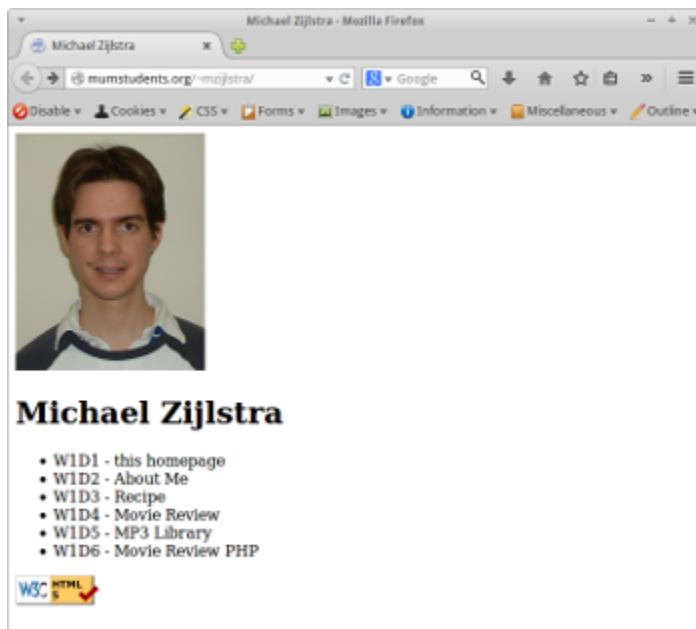 Michael Zijlstra - Mozilla Firefox
Michael Zijlstra
mumstudents.org/~mzijlstra/
Google
Disable Cookies CSS Forms Images Information Miscellaneous Outline
Michael Zijlstra
W1D1 - this homepage
W1D2 - About Me
W1D3 - Recipe
W1D4 - Movie Review
W1D5 - MP3 Library
W1D6 - Movie Review PHP
W3C HTML
5